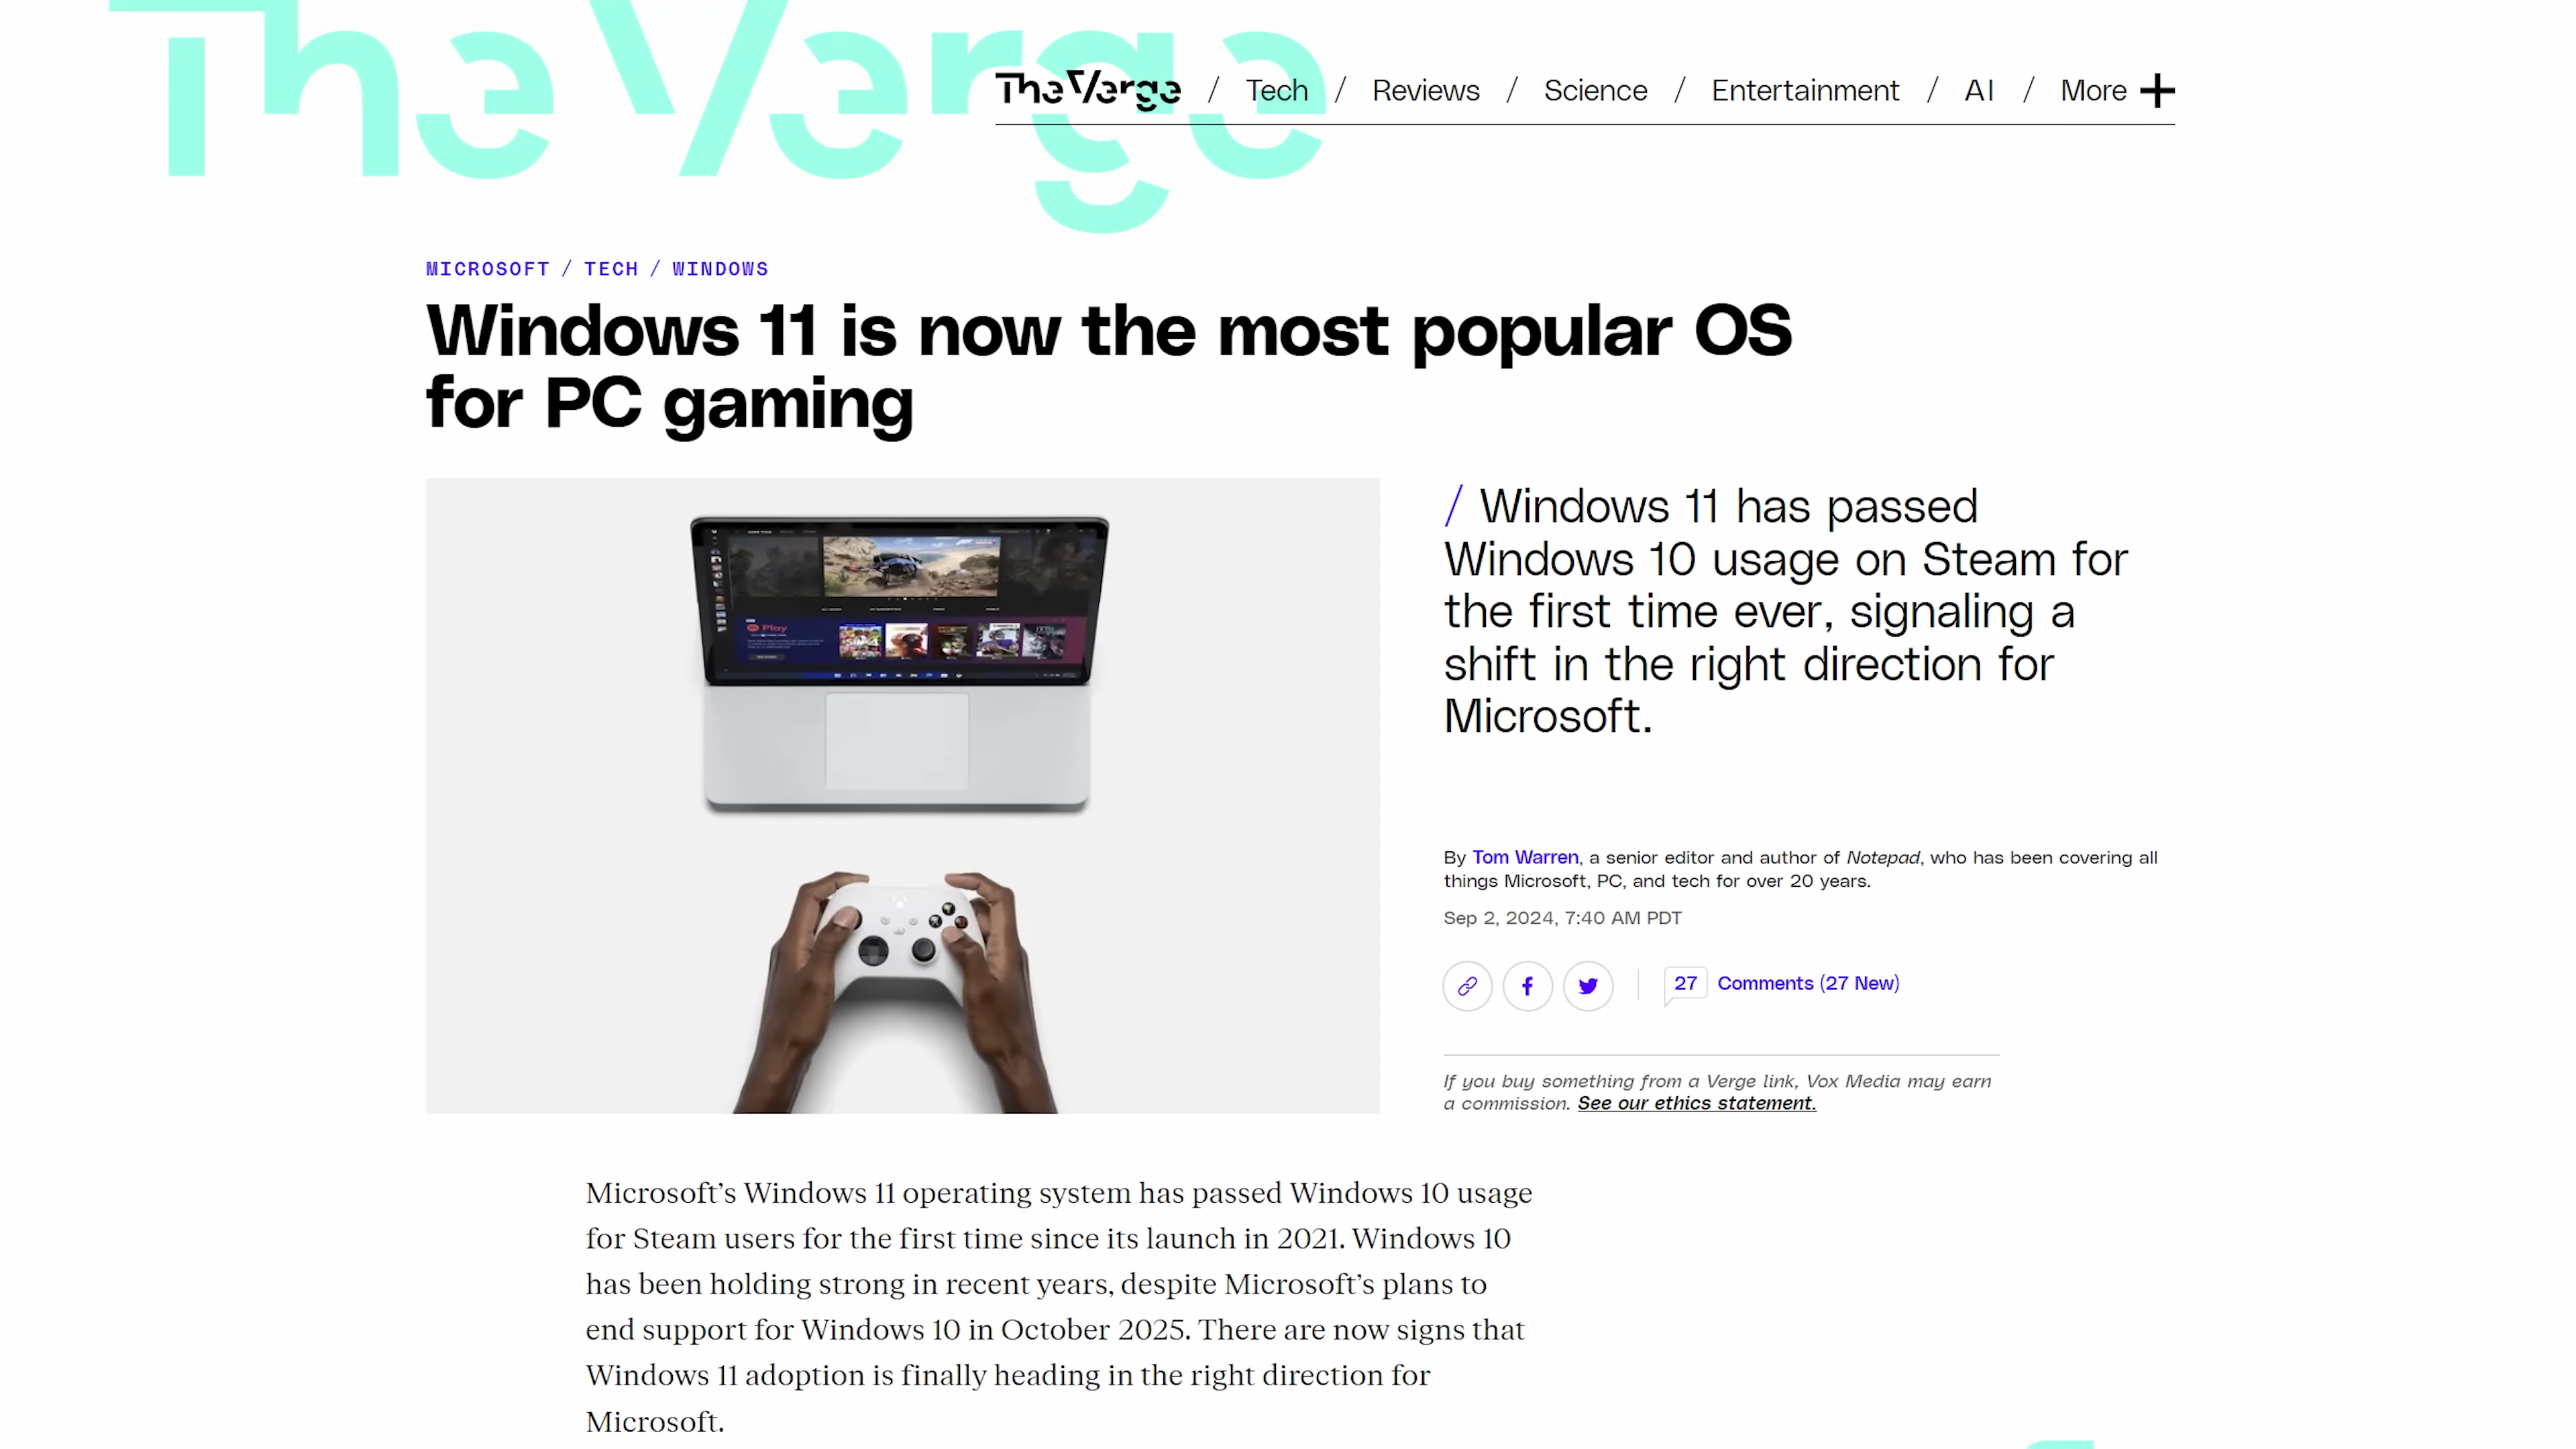 The Verge
The Verge / Tech / Reviews / Science / Entertainment / AI / More +
MICROSOFT / TECH / WINDOWS
Windows 11 is now the most popular OS
for PC gaming
/ Windows 11 has passed
Windows 10 usage on Steam for
the first time ever, signaling a
shift in the right direction for
Microsoft.
Play
By Tom Warren, a senior editor and author of Notepad, who has been covering all
things Microsoft, PC, and tech for over 20 years.
Sep 2, 2024, 7:40 AM PDT
27 Comments (27 New)
If you buy something from a Verge link, Vox Media may earn
a commission. See our ethics statement.
Microsoft’s Windows 11 operating system has passed Windows 10 usage
for Steam users for the first time since its launch in 2021. Windows 10
has been holding strong in recent years, despite Microsoft’s plans to
end support for Windows 10 in October 2025. There are now signs that
Windows 11 adoption is finally heading in the right direction for
Microsoft.